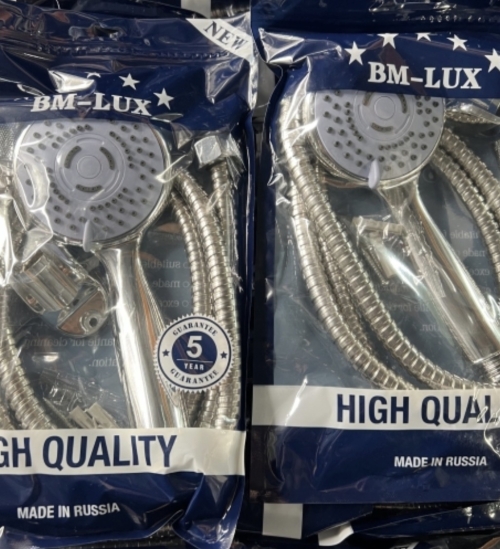 NEW
BM-LUX
GUARANTEE
5
YEAR
GUARANTEE
GH QUALITY
MADE IN RUSSIA
BM-LUX
HIGH QUAL
MADE IN RUSSIA